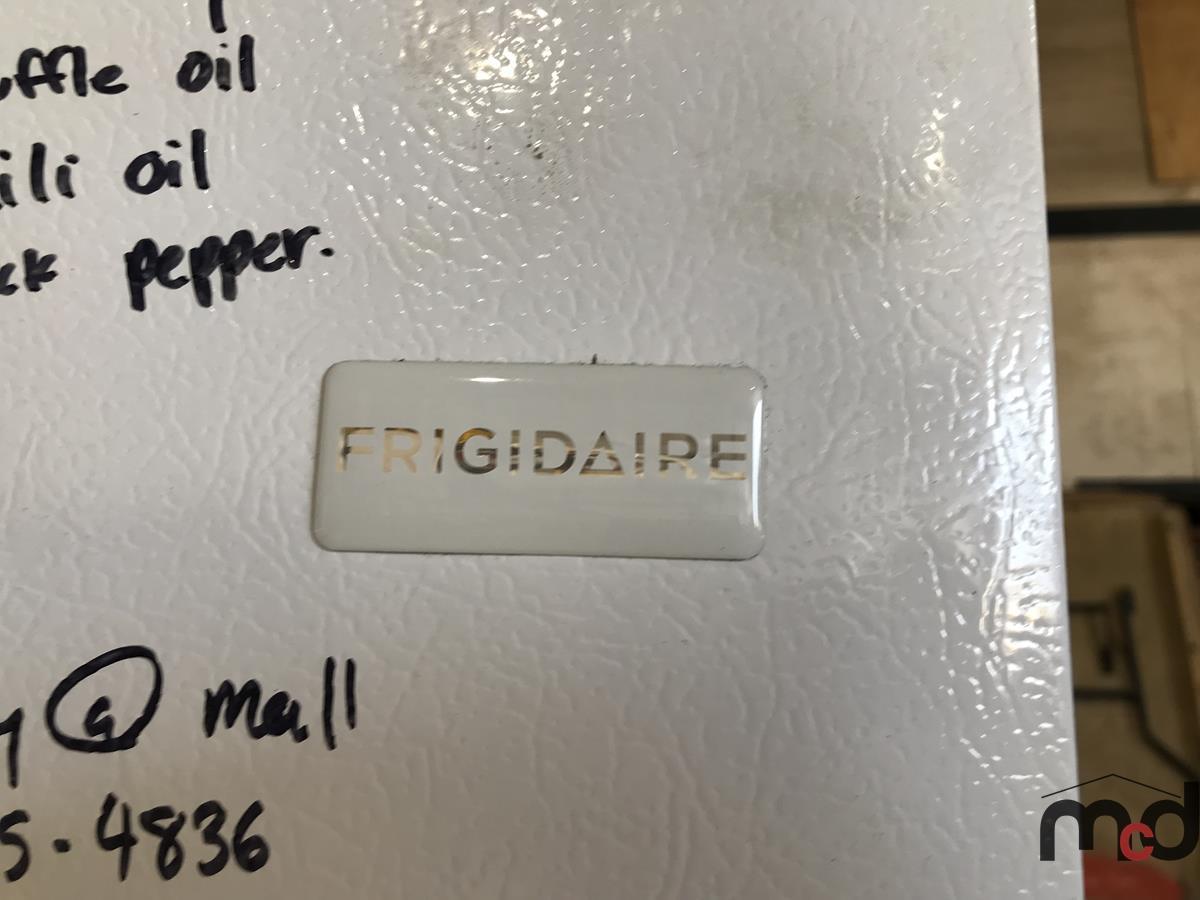 uffle oil
ili oil
ck pepper.
FRIGIDAIRE
y @ mall
5.4836
mcd